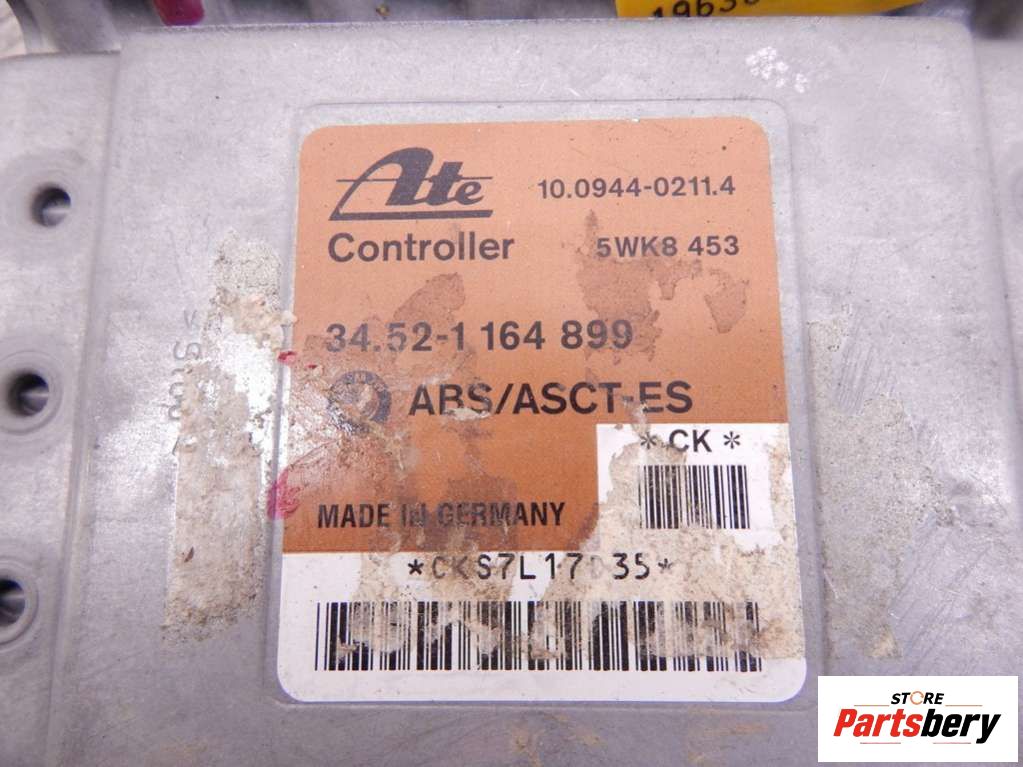 Ate
10.0944-0211.4
Controller
5WK8 453
34.52-1 164 899
ABS/ASCT-ES
*CK*
MADE IN GERMANY
STORE
Partsbery